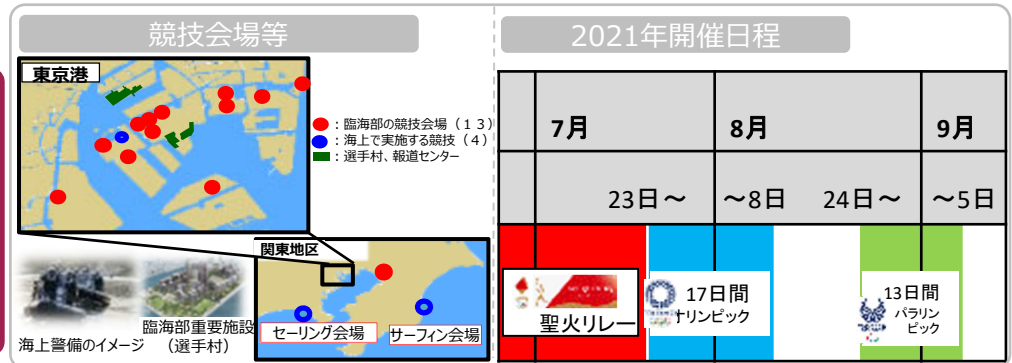 競技会場等
東京港
：臨海部の競技会場（１３）
：海上で実施する競技（４）
：選手村、報道センター
関東地区
セーリング会場
サーフィン会場
海上警備のイメージ
臨海部重要施設
（選手村）
2021年開催日程
7月 8月 9月
23日～ ～8日 24日～ ～5日
聖火リレー
17日間
リンピック
13日間
パラリン
ピック